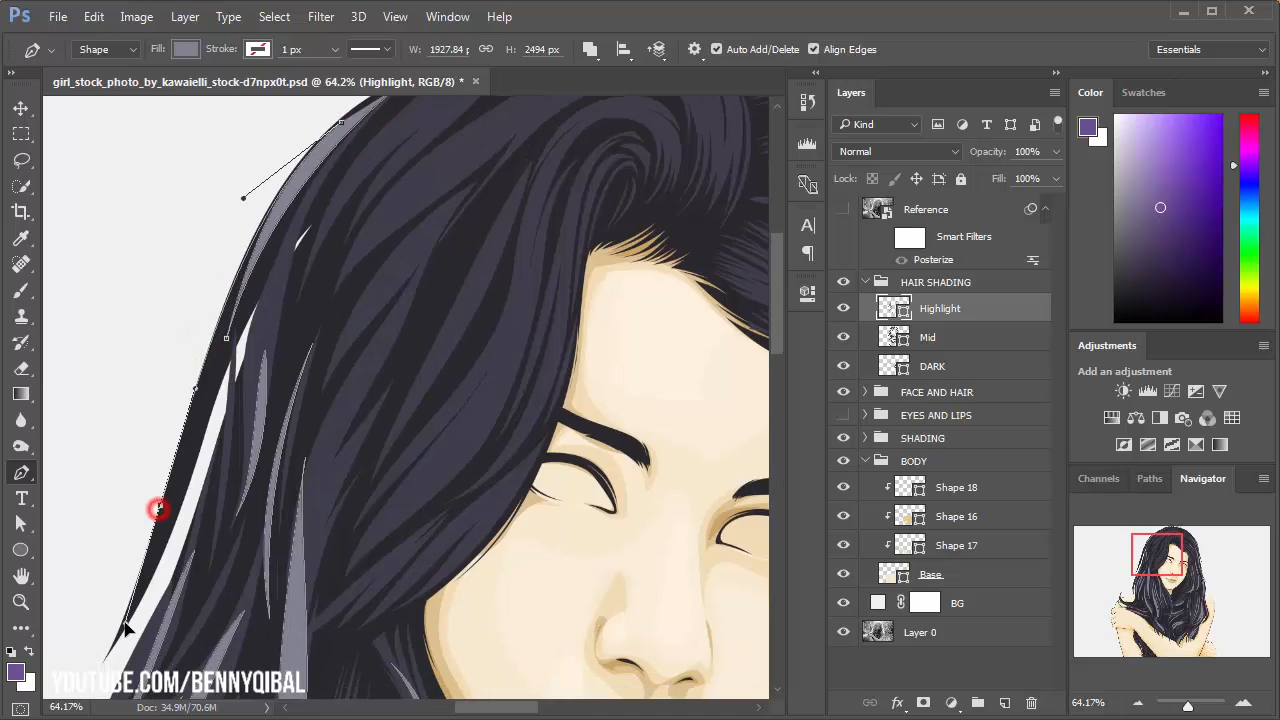 Ps File Edit Image Layer Type Select Filter 3D View Window Help
Shape Fill: Stroke: 1 px W: 1927.84 p H: 2494 px Auto Add/Delete Align Edges Essentials
girl_stock_photo_by_kawaielli_stock-d7npx0t.psd @ 64.2% (Highlight, RGB/8) *
Layers
Kind
Normal Opacity: 100%
Lock: Fill: 100%
Reference
Smart Filters
Posterize
HAIR SHADING
Highlight
Mid
DARK
FACE AND HAIR
EYES AND LIPS
SHADING
BODY
Shape 18
Shape 16
Shape 17
Base
BG
Layer 0
Color Swatches
Adjustments
Add an adjustment
Channels Paths Navigator
64.17%
YOUTUBE.COM/BENNYQIBAL
64.17% Doc: 34.9M/70.6M